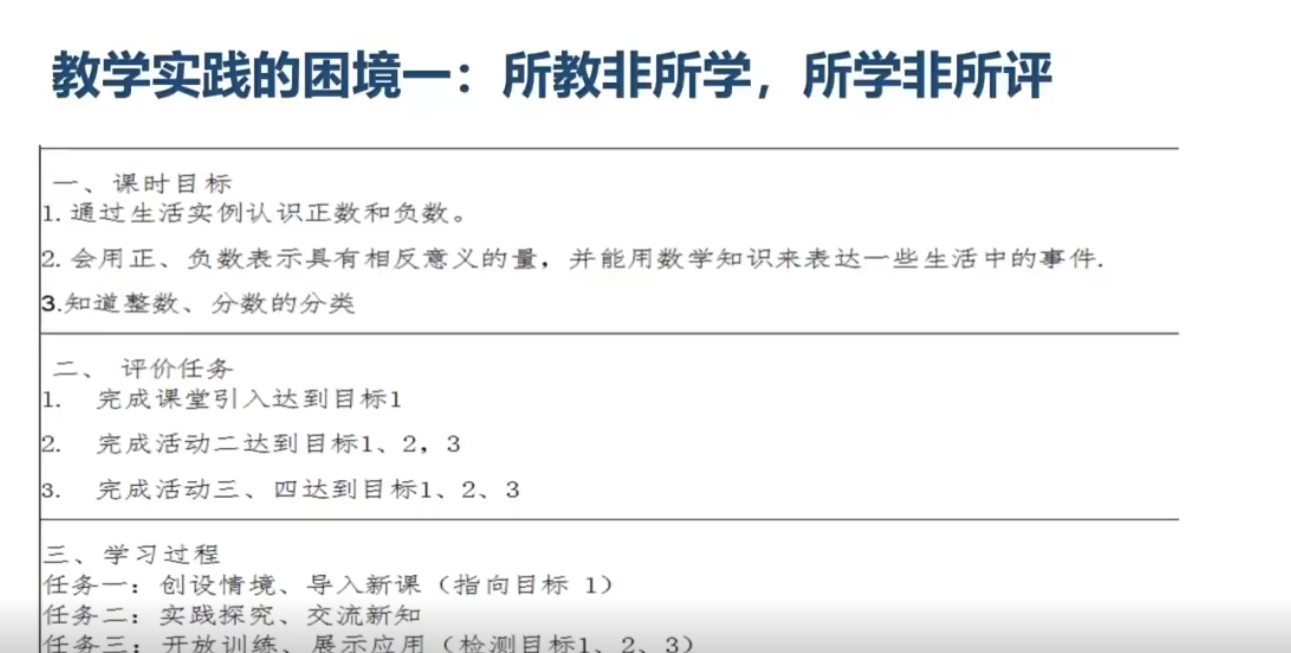 教学实践的困境一：所教非所学，所学非所评
一、课时目标
1. 通过生活实例认识正数和负数。
2. 会用正、负数表示具有相反意义的量，并能用数学知识来表达一些生活中的事件.
3.知道整数、分数的分类
二、 评价任务
1. 完成课堂引入达到目标1
2. 完成活动二达到目标1、2，3
3. 完成活动三、四达到目标1、2、3
三、学习过程
任务一：创设情境、导入新课（指向目标 1）
任务二：实践探究、交流新知
任务三：开放训练、展示应用（检测目标1、2、3）